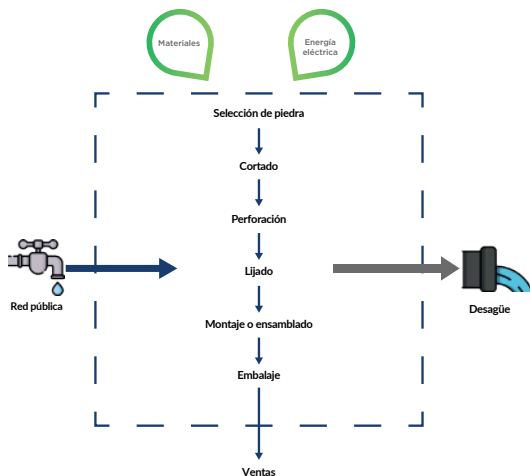 Materiales
Energía
eléctrica
Selección de piedra
Cortado
Perforación
Lijado
Red pública
Desagüe
Montaje o ensamblado
Embalaje
Ventas